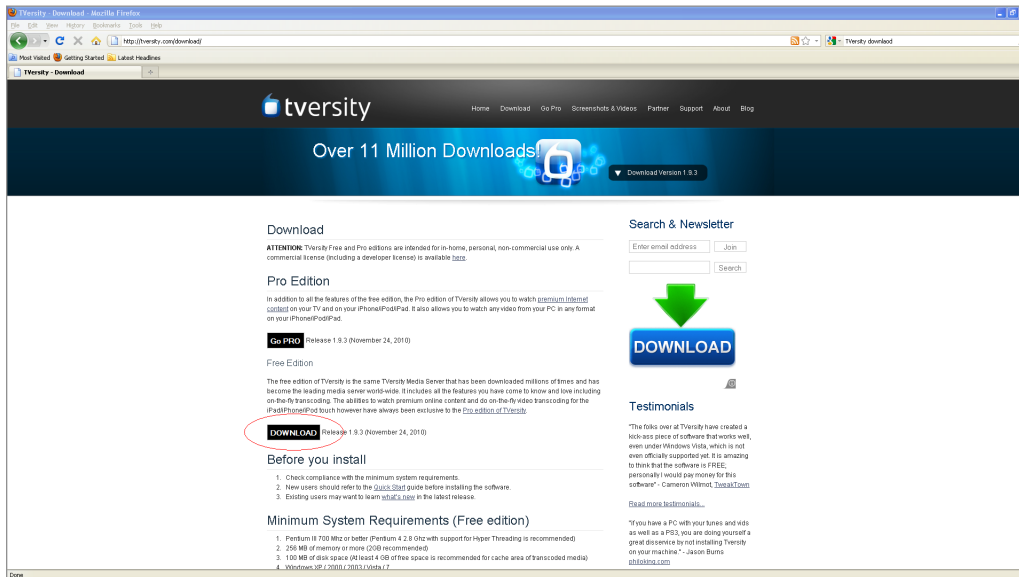 TVersity - Download - Mozilla Firefox
File Edit View History Bookmarks Tools Help
http://tversity.com/download/
TVersity downlaod
Most Visited Getting Started Latest Headlines
TVersity - Download
tversity
Home Download Go Pro Screenshots & Videos Partner Support About Blog
Over 11 Million Downloads!
Download Version 1.9.3
Download
ATTENTION: TVersity Free and Pro editions are intended for in-home, personal, non-commercial use only. A
commercial license (including a developer license) is available here.
Pro Edition
In addition to all the features of the free edition, the Pro edition of TVersity allows you to watch premium Internet
content on your TV and on your iPhone/iPod/iPad. It also allows you to watch any video from your PC in any format
on your iPhone/iPod/iPad.
Go PRO Release 1.9.3 (November 24, 2010)
Free Edition
The free edition of TVersity is the same TVersity Media Server that has been downloaded millions of times and has
become the leading media server world-wide. It includes all the features you have come to know and love including
on-the-fly transcoding. The abilities to watch premium online content and do on-the-fly video transcoding for the
iPad/iPhone/iPod touch however have always been exclusive to the Pro edition of TVersity.
DOWNLOAD Release 1.9.3 (November 24, 2010)
Before you install
1. Check compliance with the minimum system requirements.
2. New users should refer to the Quick Start guide before installing the software.
3. Existing users may want to learn what's new in the latest release.
Minimum System Requirements (Free edition)
1. Pentium III 700 Mhz or better (Pentium 4 2.8 Ghz with support for Hyper Threading is recommended)
2. 256 MB of memory or more (2GB recommended)
3. 100 MB of disk space (At least 4 GB of free space is recommended for cache area of transcoded media)
4. Windows XP / 2000 / 2003 / Vista / 7
Search & Newsletter
Enter email address Join
Search
DOWNLOAD
Testimonials
"The folks over at TVersity have created a
kick-ass piece of software that works well,
even under Windows Vista, which is not
even officially supported yet. It is amazing
to think that the software is FREE;
personally I would pay money for this
software" - Cameron Wilmot, TweakTown
Read more testimonials...
"If you have a PC with your tunes and vids
as well as a PS3, you are doing yourself a
great disservice by not installing Tversity
on your machine." - Jason Burns
philoking.com
Done